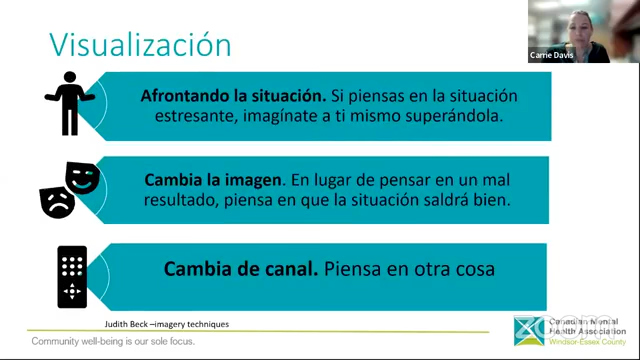 Visualización
Carrie Davis
Afrontando la situación. Si piensas en la situación
estresante, imagínate a ti mismo superándola.
Cambia la imagen. En lugar de pensar en un mal
resultado, piensa en que la situación saldrá bien.
Cambia de canal. Piensa en otra cosa
Judith Beck –imagery techniques
Community well-being is our sole focus.
Canadian Mental
Health Association
Windsor-Essex County
zoom